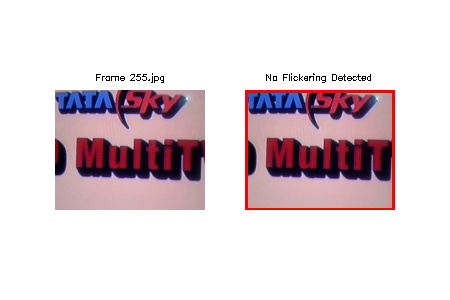 Frame 255.jpg
No Flickering Detected
TATA Sky
TATA Sky
MultiT
MultiT